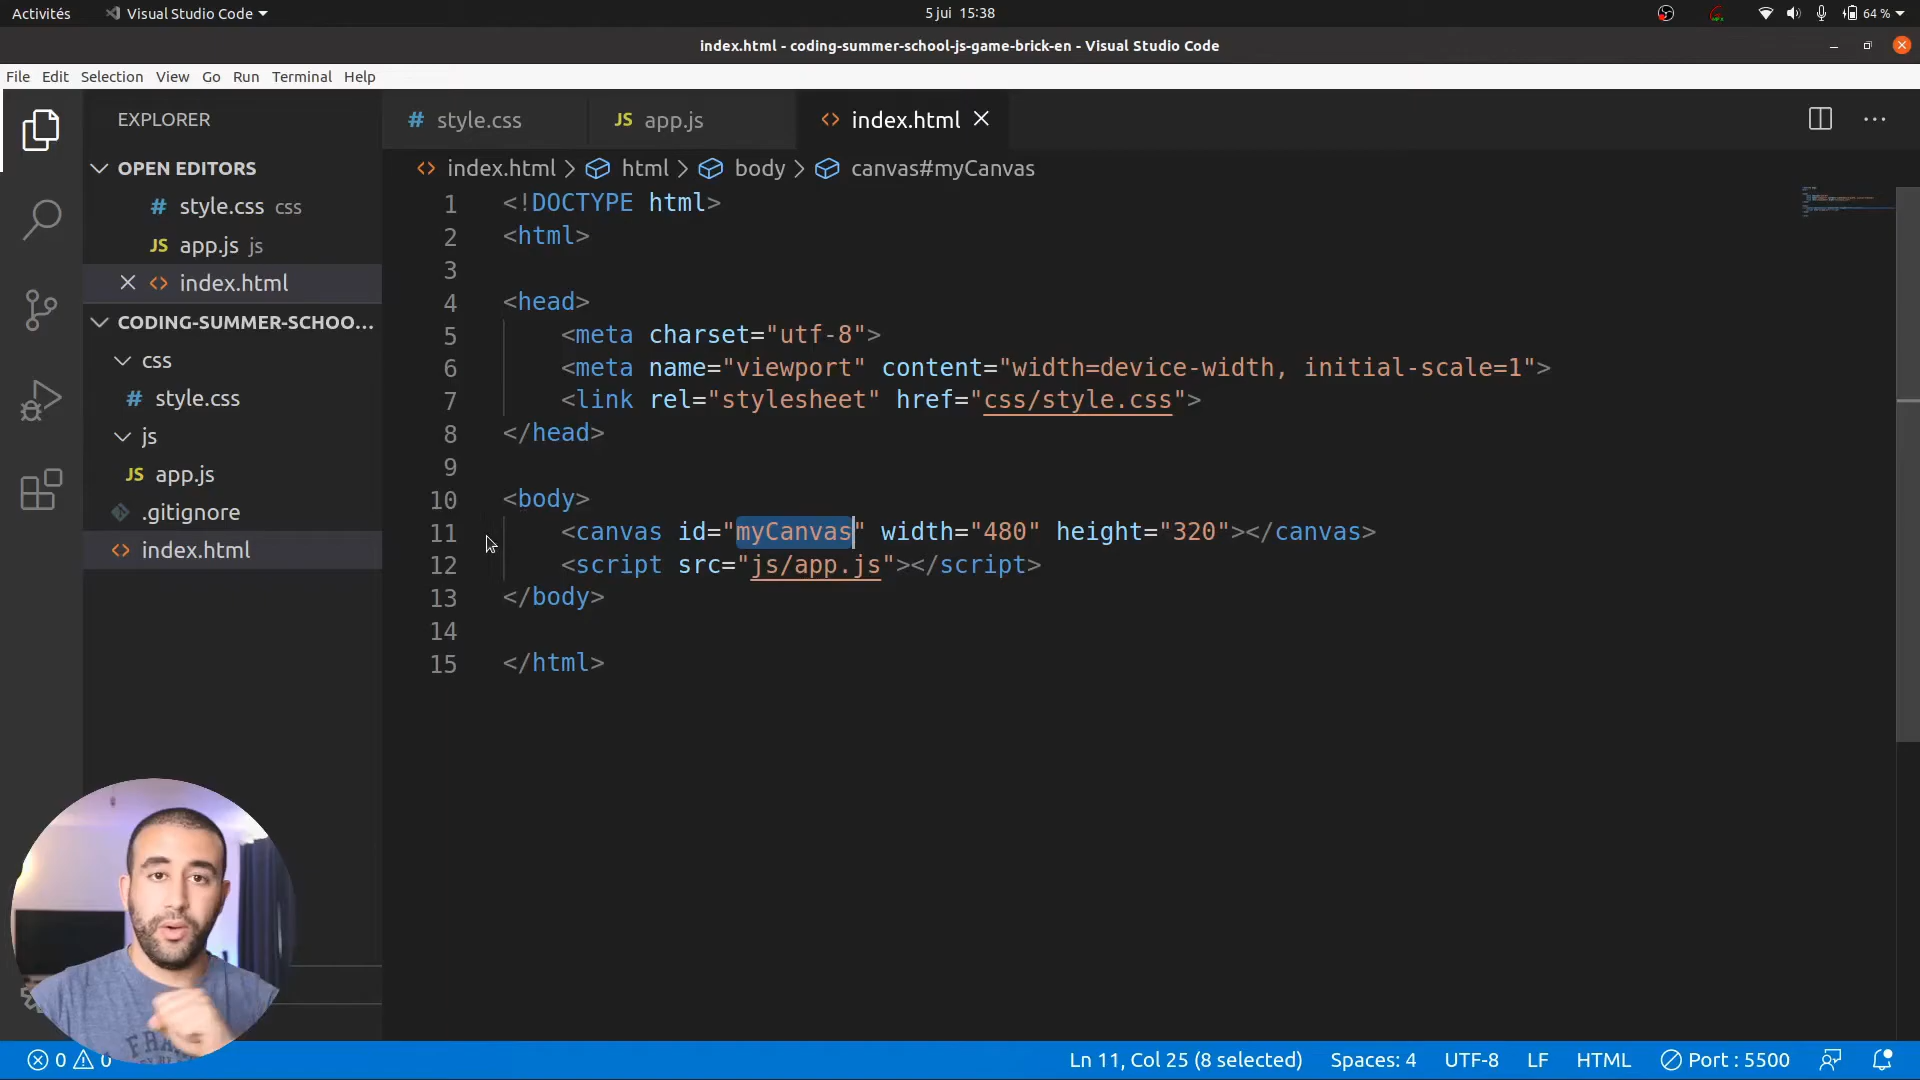 Activités
Visual Studio Code
5 jui 15:38
64 %
index.html - coding-summer-school-js-game-brick-en - Visual Studio Code
File Edit Selection View Go Run Terminal Help
EXPLORER
OPEN EDITORS
# style.css css
JS app.js js
index.html
CODING-SUMMER-SCHOO...
css
# style.css
js
JS app.js
.gitignore
index.html
# style.css
JS app.js
index.html
index.html > html > body > canvas#myCanvas
1 <!DOCTYPE html>
2 <html>
3
4 <head>
5 <meta charset="utf-8">
6 <meta name="viewport" content="width=device-width, initial-scale=1">
7 <link rel="stylesheet" href="css/style.css">
8 </head>
9
10 <body>
11 <canvas id="myCanvas" width="480" height="320"></canvas>
12 <script src="js/app.js"></script>
13 </body>
14
15 </html>
0 0
Ln 11, Col 25 (8 selected) Spaces: 4 UTF-8 LF HTML Port : 5500